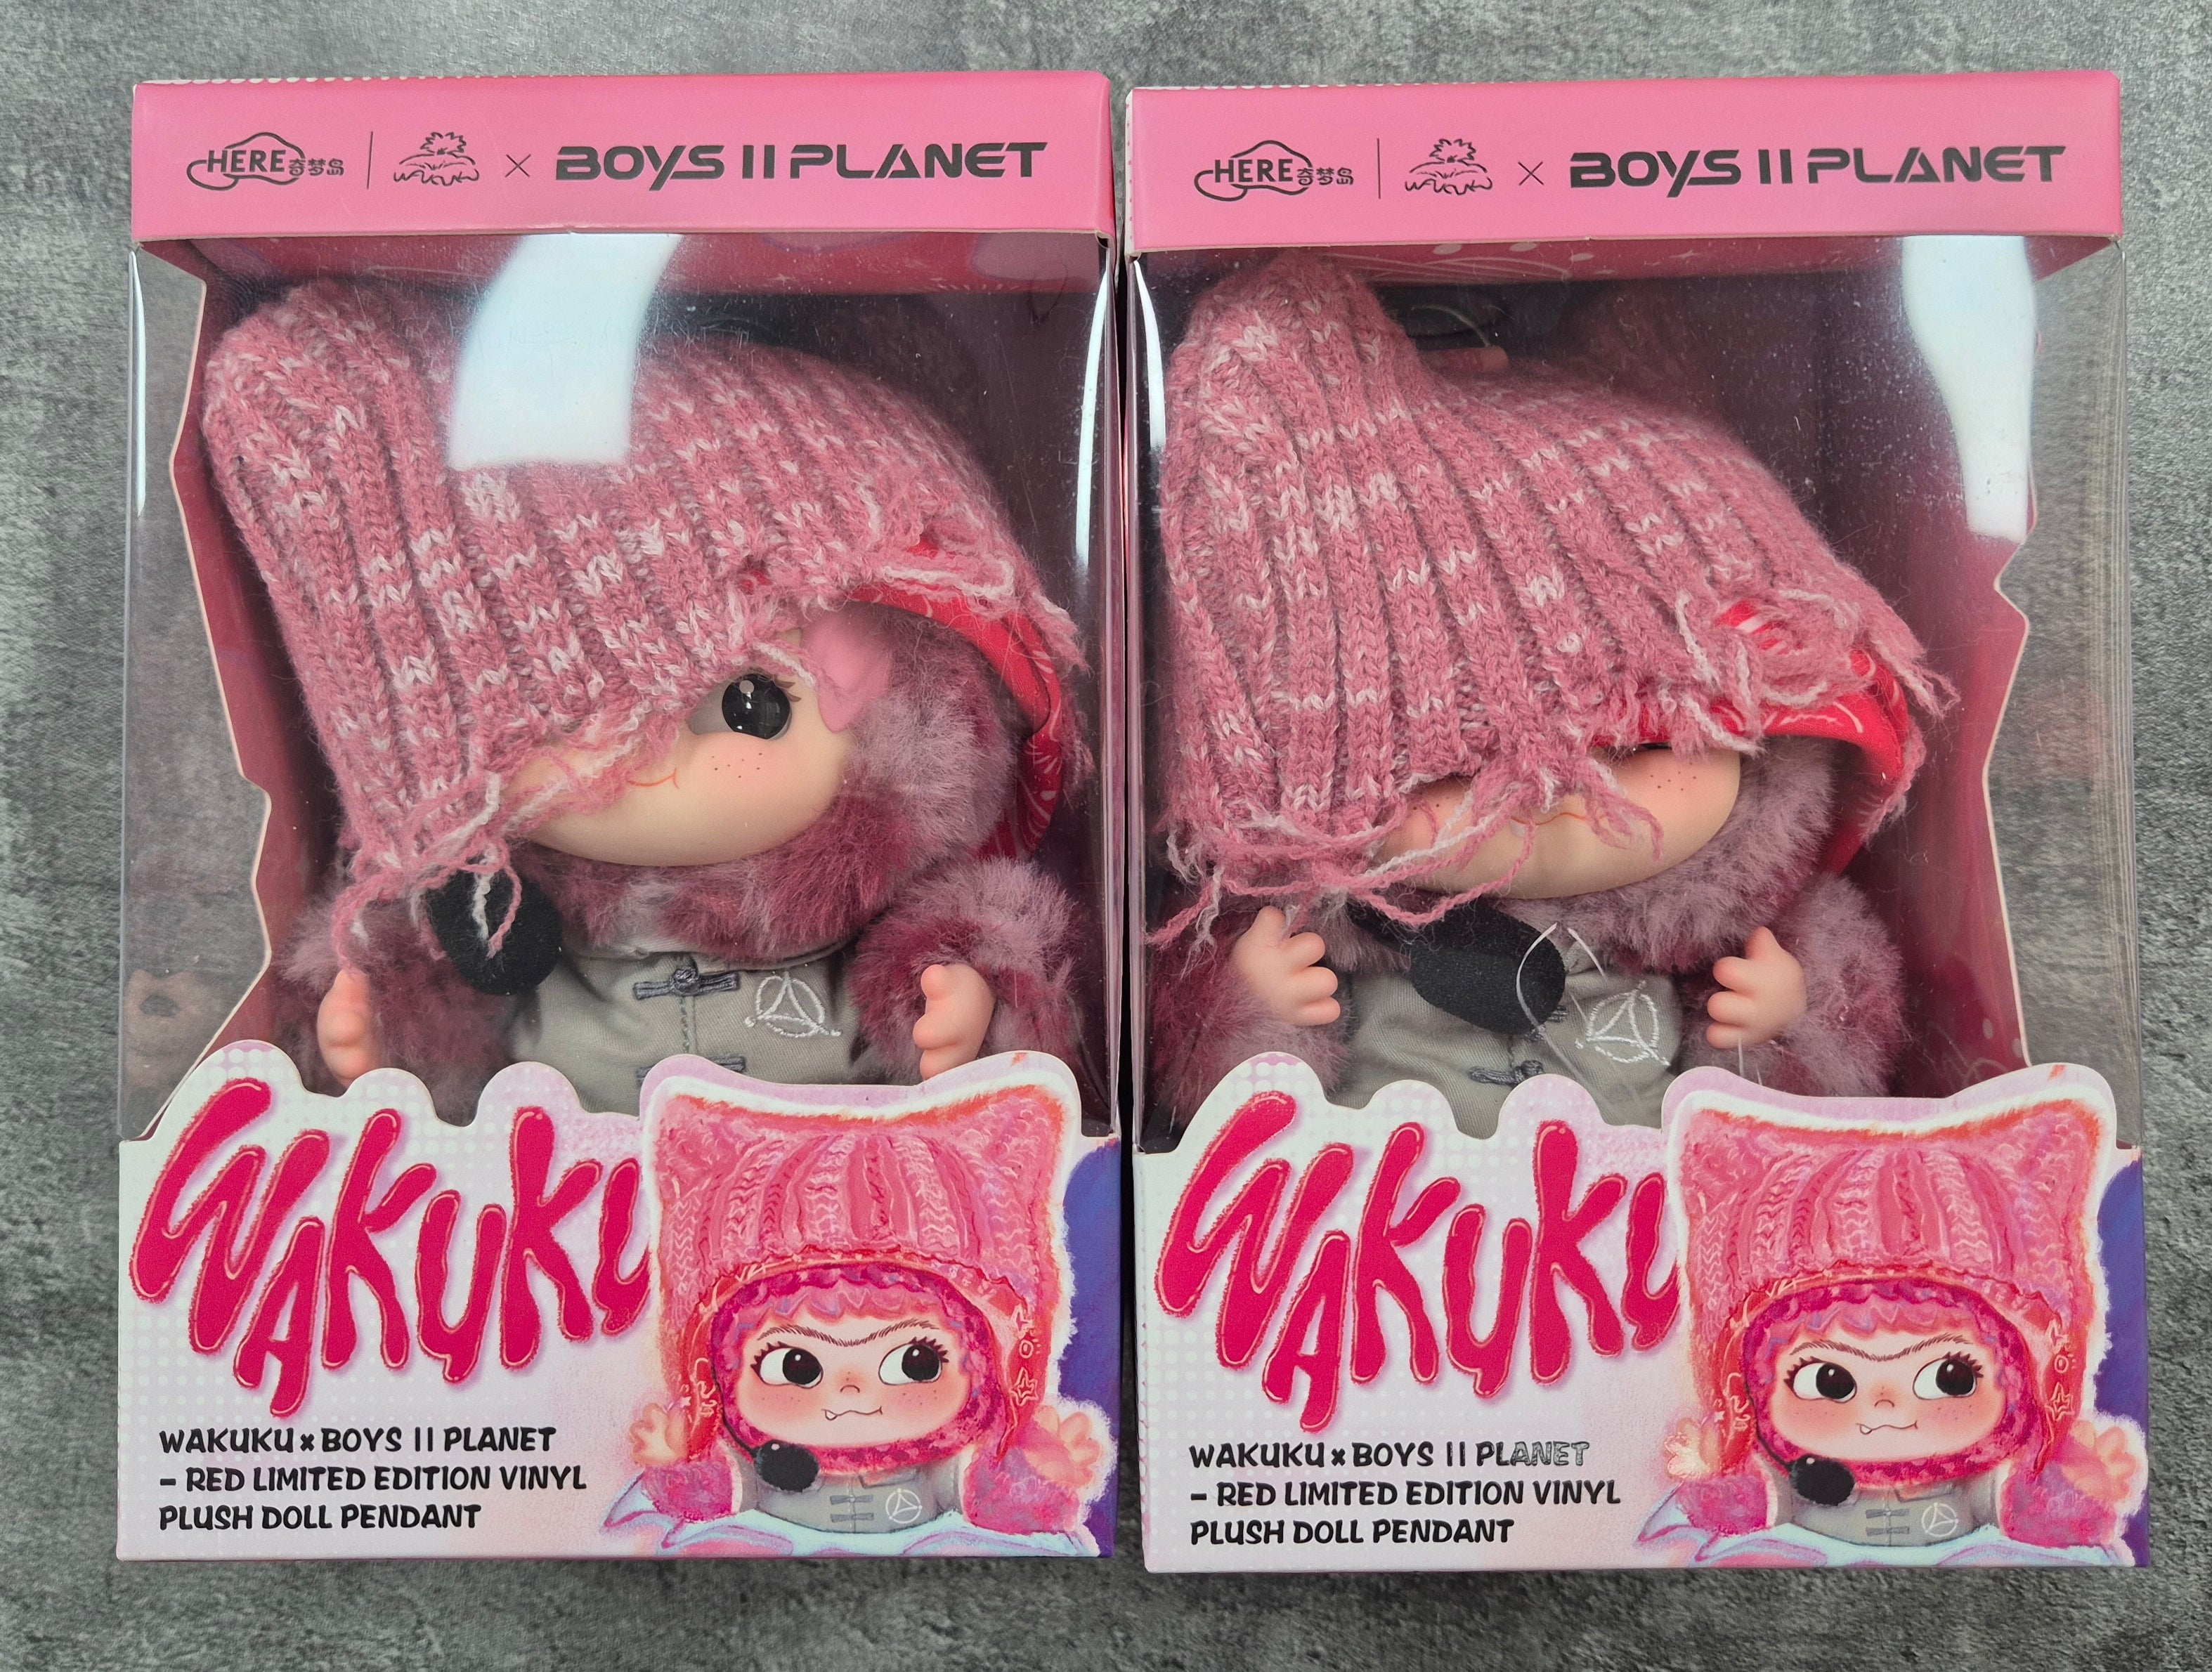 HERE奇梦岛 | WAKUKU × BOYS II PLANET
WAKUKU
WAKUKU × BOYS II PLANET
– RED LIMITED EDITION VINYL
PLUSH DOLL PENDANT
HERE奇梦岛 | WAKUKU × BOYS II PLANET
WAKUKU
WAKUKU × BOYS II PLANET
– RED LIMITED EDITION VINYL
PLUSH DOLL PENDANT